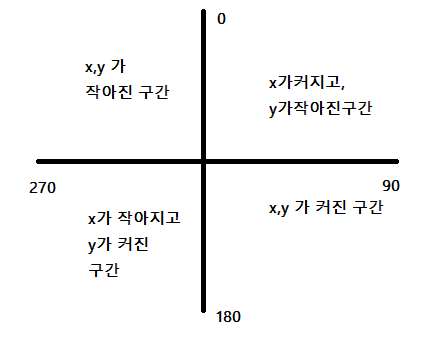 0
x,y 가
작아진 구간
x가커지고,
y가작아진구간
270
90
x가 작아지고
y가 커진
구간
x,y 가 커진 구간
180